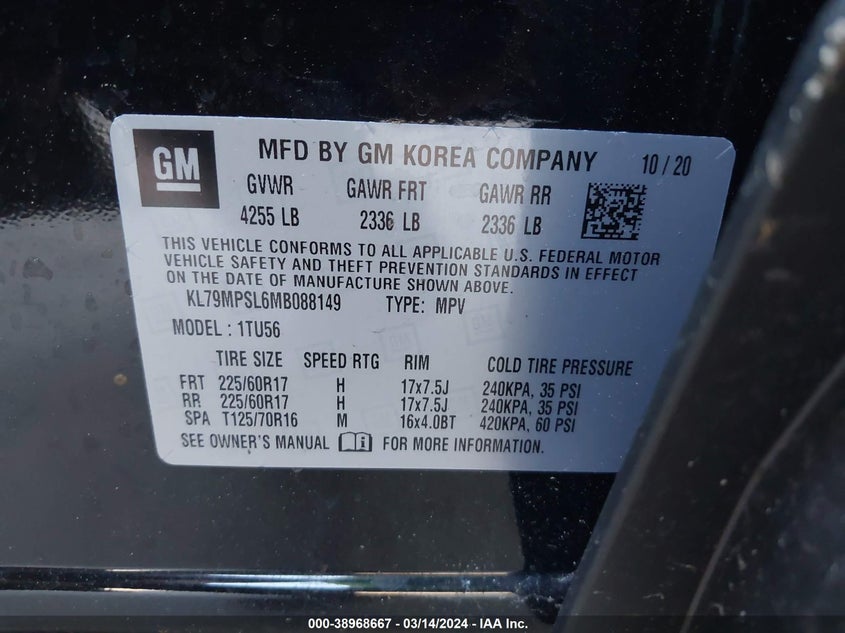 GM
MFD BY GM KOREA COMPANY 10/20
GVWR GAWR FRT GAWR RR
4255 LB 2336 LB 2336 LB
THIS VEHICLE CONFORMS TO ALL APPLICABLE U.S. FEDERAL MOTOR
VEHICLE SAFETY AND THEFT PREVENTION STANDARDS IN EFFECT
ON THE DATE OF MANUFACTURE SHOWN ABOVE.
KL79MPSL6MB088149 TYPE: MPV
MODEL : 1TU56
TIRE SIZE SPEED RTG RIM COLD TIRE PRESSURE
FRT 225/60R17 H 17x7.5J 240KPA, 35 PSI
RR 225/60R17 H 17x7.5J 240KPA, 35 PSI
SPA T125/70R16 M 16x4.0BT 420KPA, 60 PSI
SEE OWNER'S MANUAL FOR MORE INFORMATION.
000-38968667 — 03/14/2024 — IAA Inc.